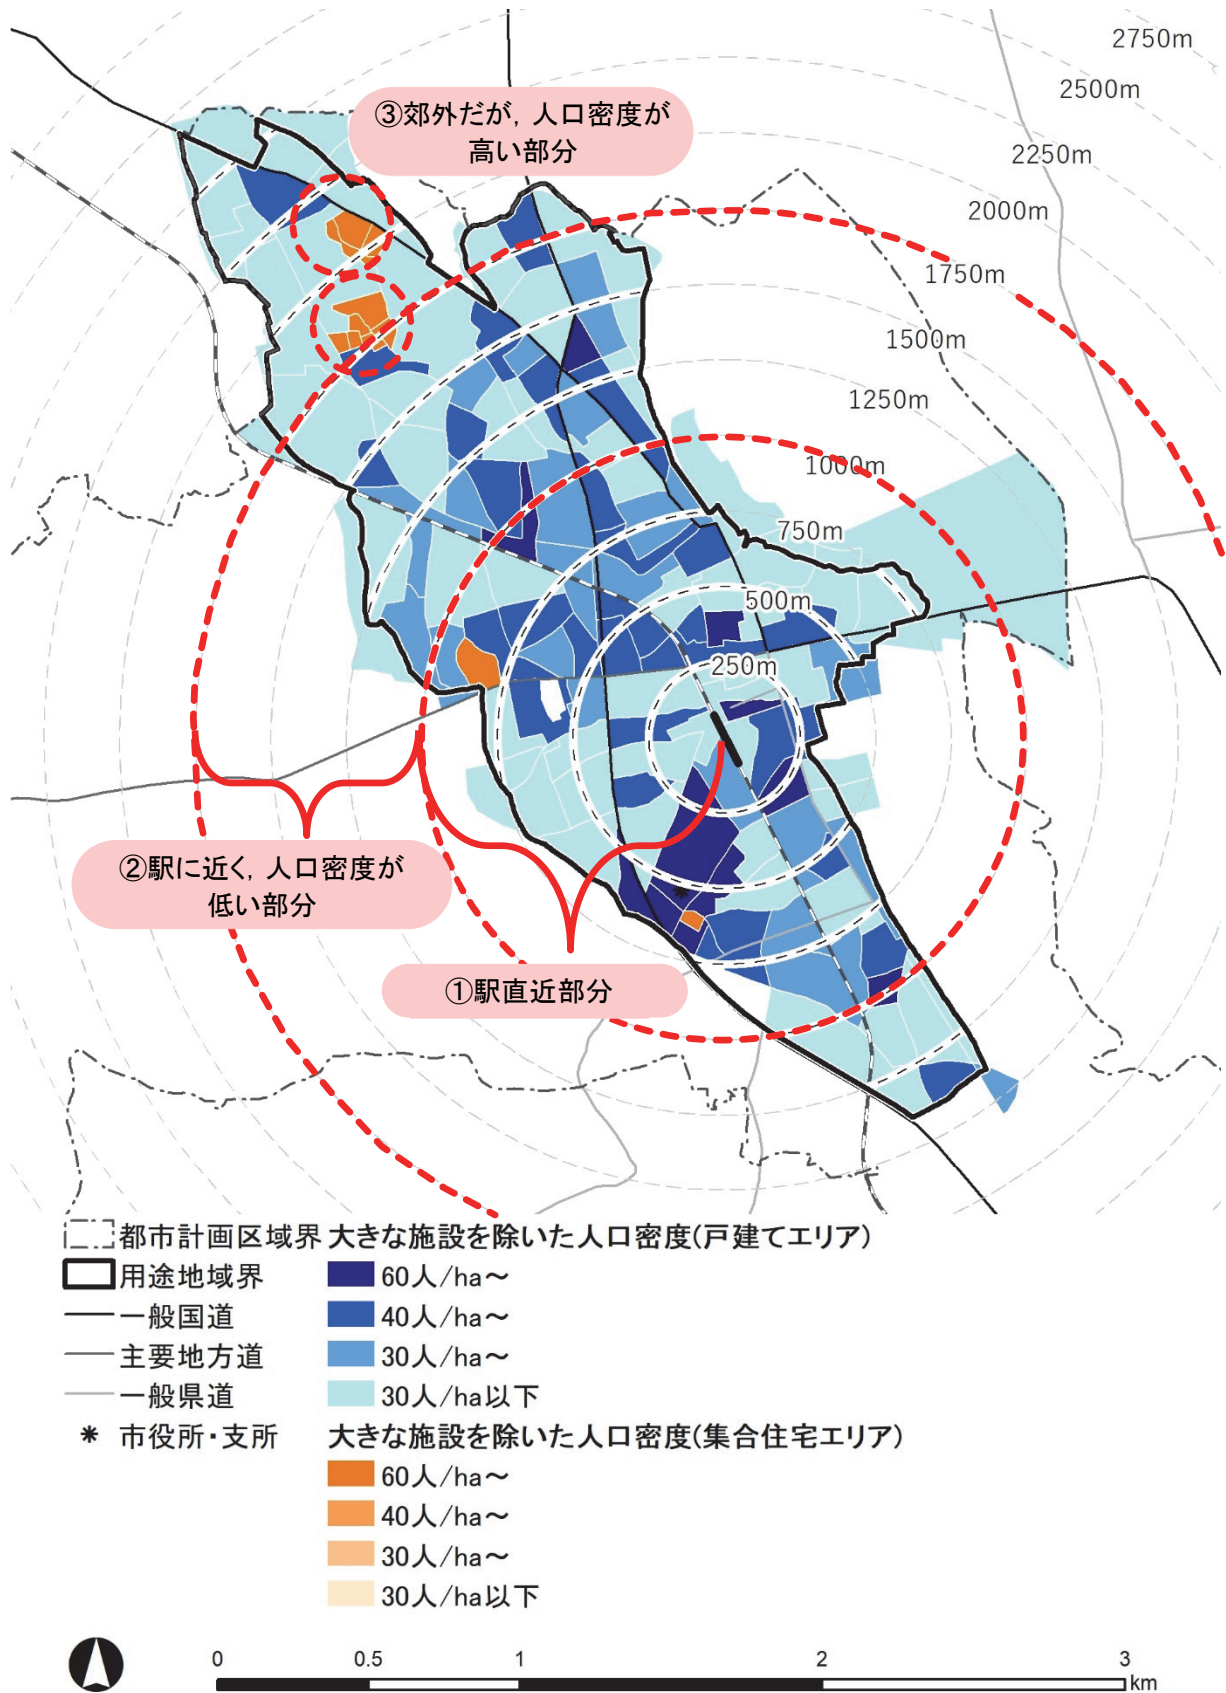 2750m
2500m
③郊外だが，人口密度が
高い部分
2250m
2000m
1750m
1500m
1250m
1000m
750m
500m
250m
②駅に近く，人口密度が
低い部分
①駅直近部分
都市計画区域界
用途地域界
一般国道
主要地方道
一般県道
市役所・支所
大きな施設を除いた人口密度(戸建てエリア)
60人/ha～
40人/ha～
30人/ha～
30人/ha以下
大きな施設を除いた人口密度(集合住宅エリア)
60人/ha～
40人/ha～
30人/ha～
30人/ha以下
0 0.5 1 2 3
km